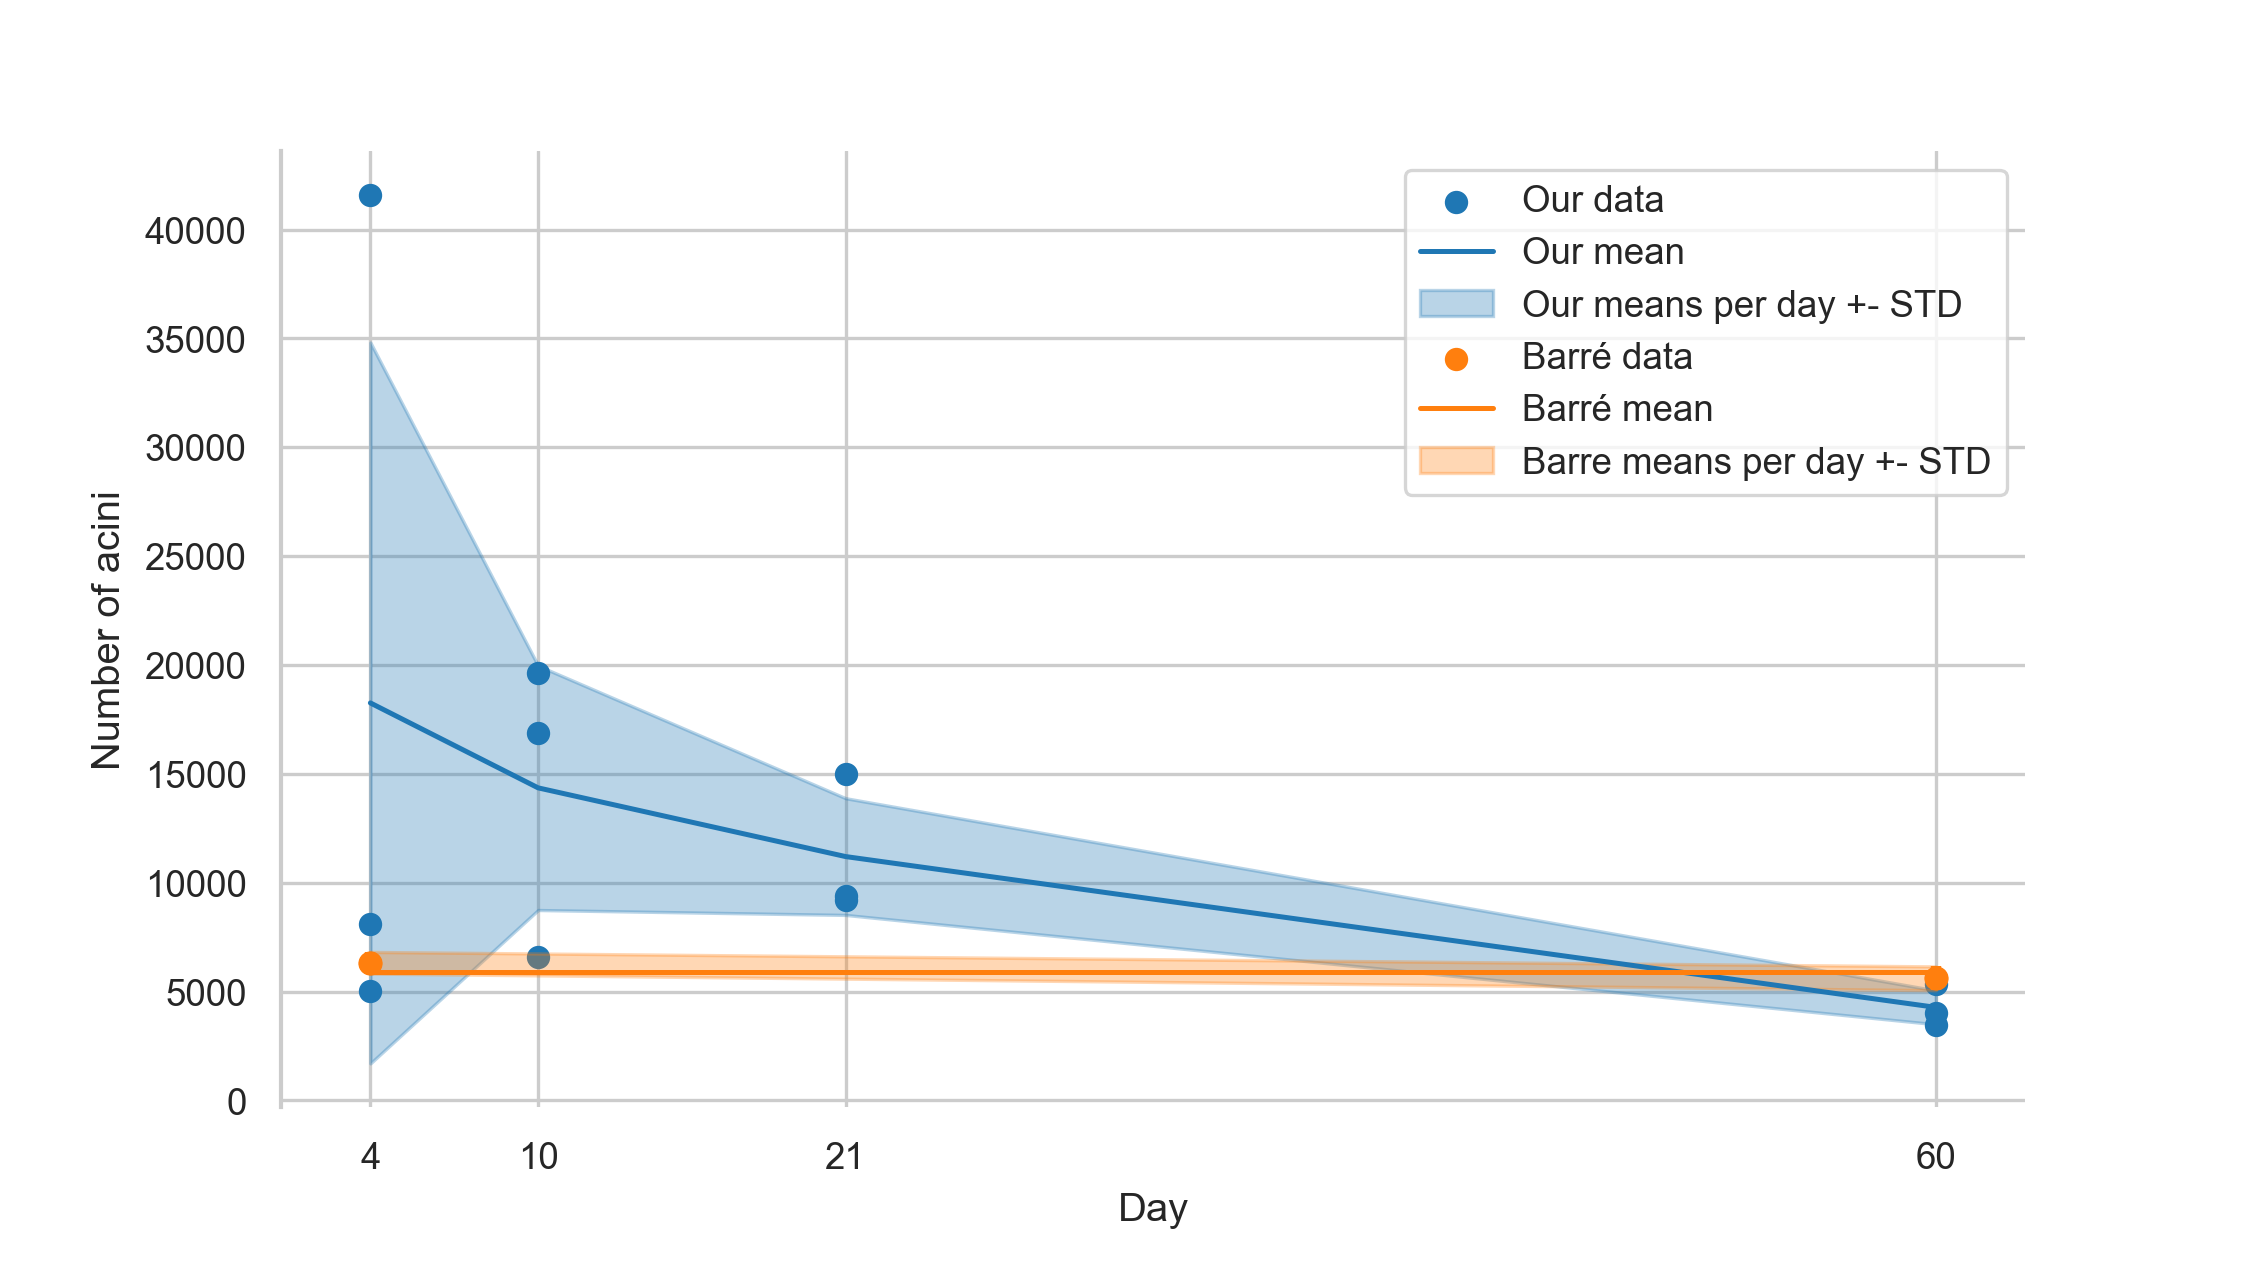 40000
35000
30000
25000
20000
15000
10000
5000
0
Number of acini
4 10 21 60
Day
Our data
Our mean
Our means per day +- STD
Barré data
Barré mean
Barre means per day +- STD